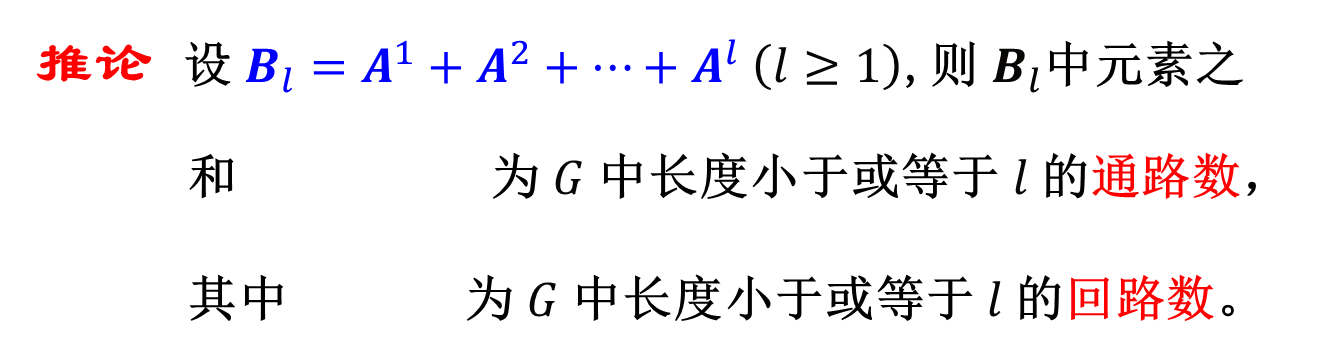 推论 设 B_l = A^1 + A^2 + ⋯ + A^l (l ≥ 1), 则 B_l中元素之
和 为 G 中长度小于或等于 l 的通路数，
其中 为 G 中长度小于或等于 l 的回路数。